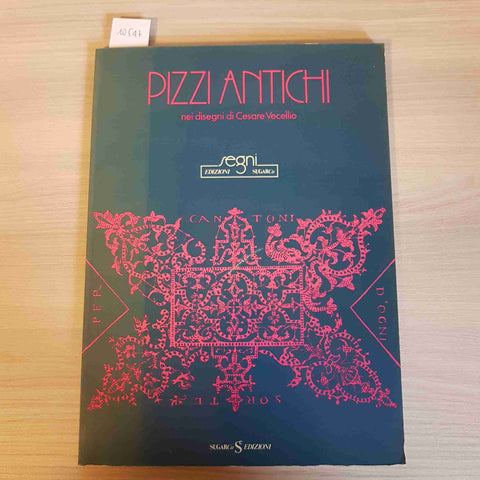 10547
PIZZI ANTICHI
nei disegni di Cesare Vecellio
segni
EDIZIONI SUGARCo
CANTONI
PER
D'OGNI
SORTE
SUGARCo S EDIZIONI